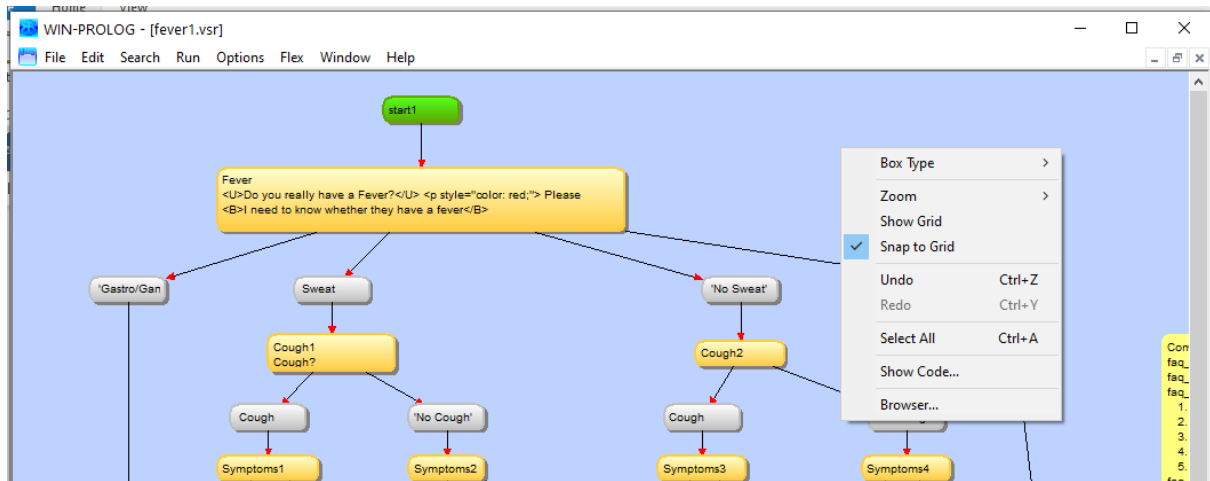 Home View
WIN-PROLOG - [fever1.vsr]
File Edit Search Run Options Flex Window Help
start1
Fever
<U>Do you really have a Fever?</U> <p style="color: red;"> Please
<B>I need to know whether they have a fever</B>
'Gastro/Gan
Sweat
'No Sweat'
Cough1
Cough?
Cough2
Cough
'No Cough'
Cough
Symptoms1
Symptoms2
Symptoms3
Symptoms4
Box Type
Zoom
Show Grid
Snap to Grid
Undo Ctrl+Z
Redo Ctrl+Y
Select All Ctrl+A
Show Code...
Browser...
Com
faq_
faq_
faq_
1.
2.
3.
4.
5.